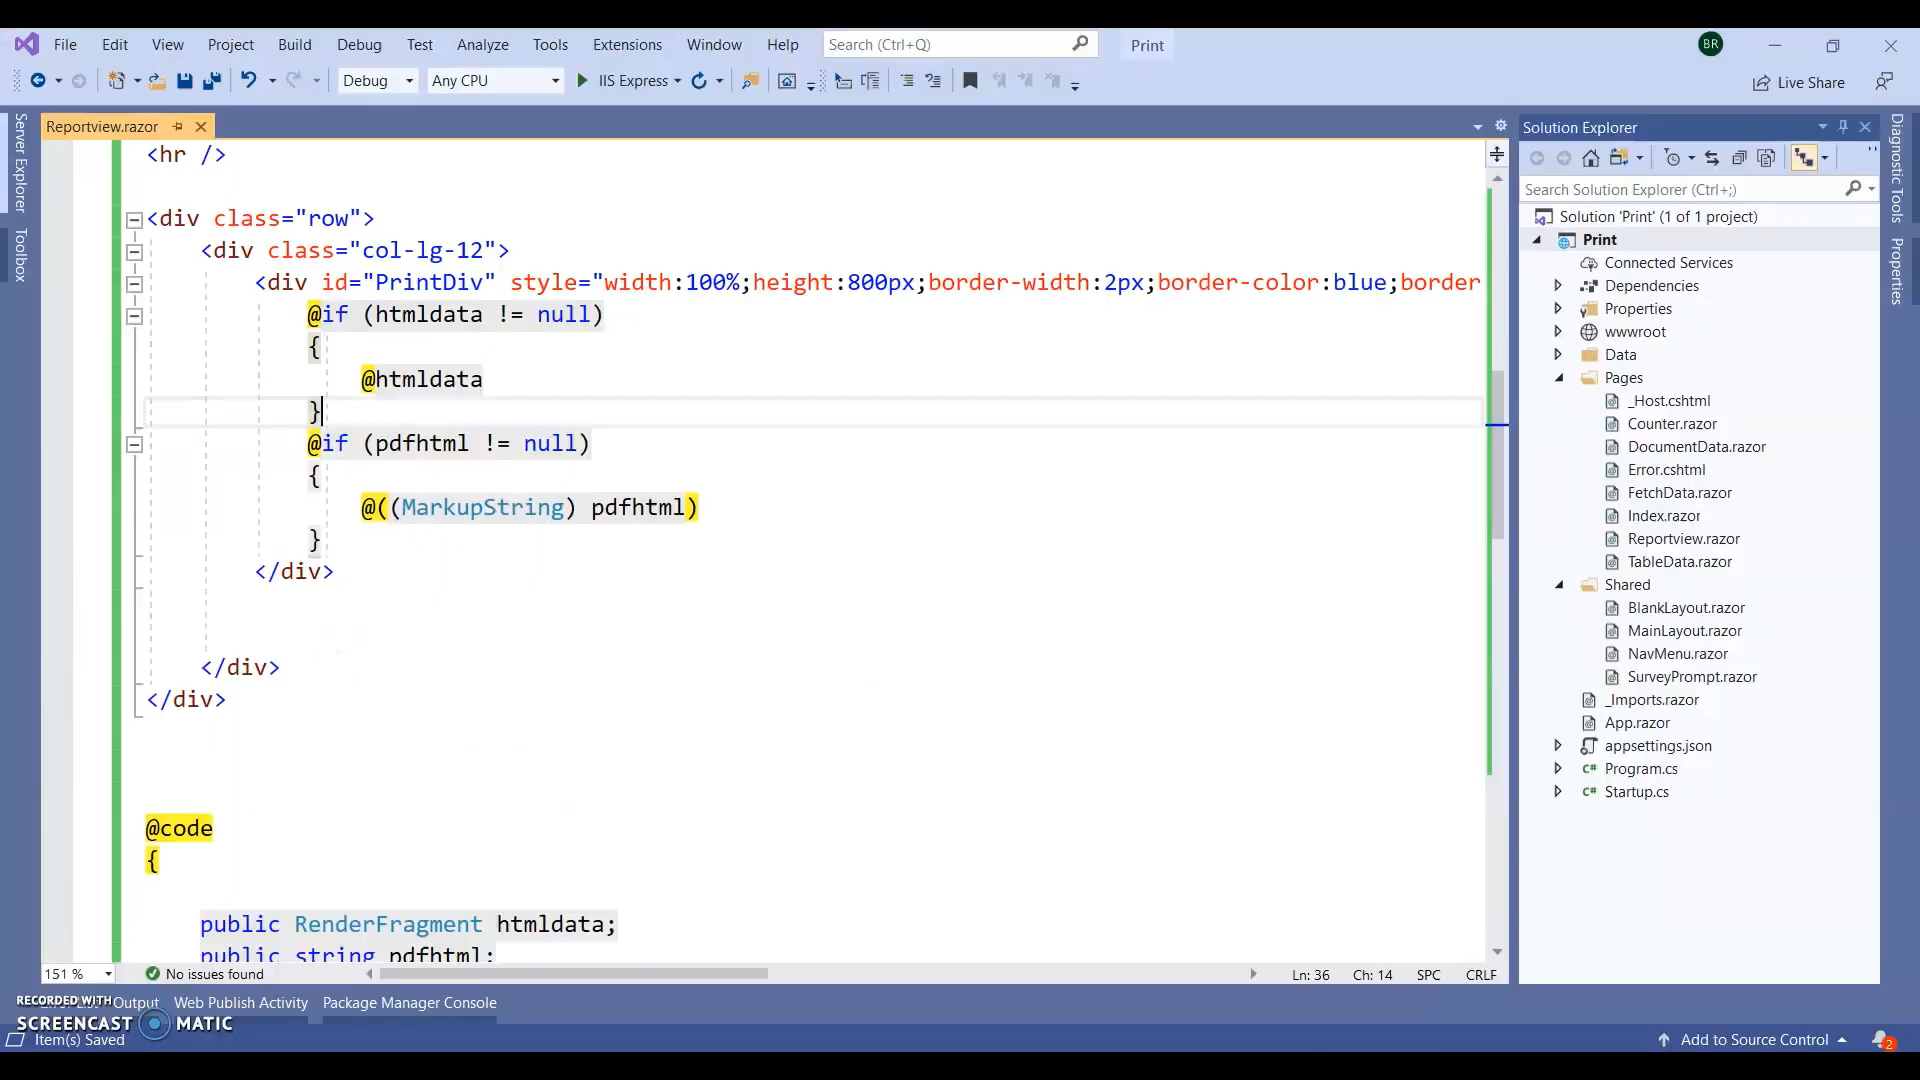 File Edit View Project Build Debug Test Analyze Tools Extensions Window Help Search (Ctrl+Q) Print BR
Debug Any CPU IIS Express Live Share
Server Explorer
Toolbox
Reportview.razor
<hr />
<div class="row">
<div class="col-lg-12">
<div id="PrintDiv" style="width:100%;height:800px;border-width:2px;border-color:blue;border
@if (htmldata != null)
{
@htmldata
}
@if (pdfhtml != null)
{
@((MarkupString) pdfhtml)
}
</div>
</div>
</div>
@code
{
public RenderFragment htmldata;
public string pdfhtml;
151 % No issues found Ln: 36 Ch: 14 SPC CRLF
Solution Explorer
Search Solution Explorer (Ctrl+;)
Solution 'Print' (1 of 1 project)
Print
Connected Services
Dependencies
Properties
wwwroot
Data
Pages
_Host.cshtml
Counter.razor
DocumentData.razor
Error.cshtml
FetchData.razor
Index.razor
Reportview.razor
TableData.razor
Shared
BlankLayout.razor
MainLayout.razor
NavMenu.razor
SurveyPrompt.razor
_Imports.razor
App.razor
appsettings.json
C# Program.cs
C# Startup.cs
Diagnostic Tools
Properties
Output Web Publish Activity Package Manager Console
RECORDED WITH
SCREENCAST MATIC
Item(s) Saved Add to Source Control 2